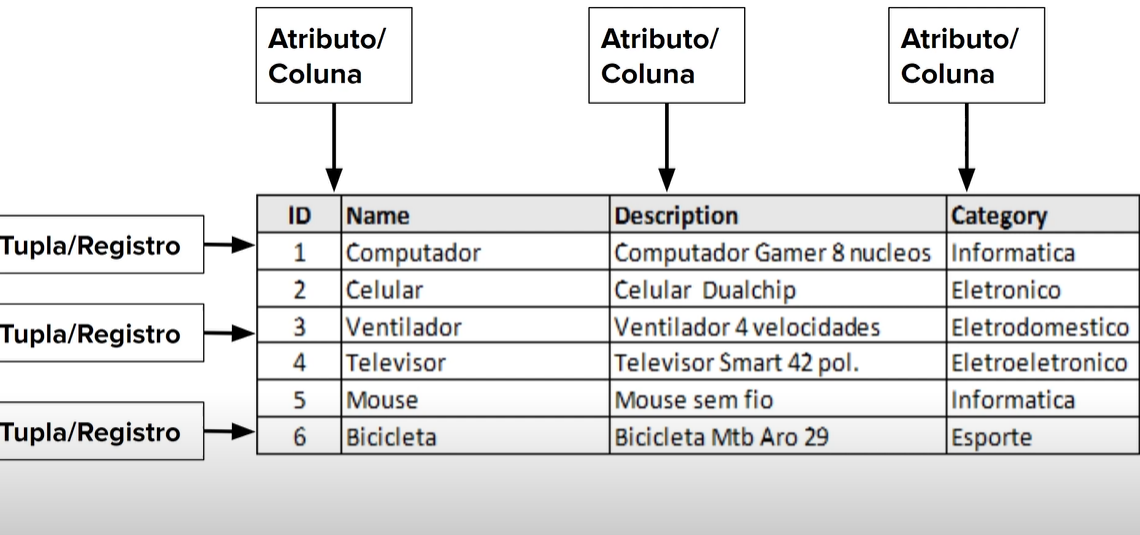 Atributo/
Coluna
Atributo/
Coluna
Atributo/
Coluna
ID Name Description Category
Tupla/Registro
1 Computador Computador Gamer 8 nucleos Informatica
2 Celular Celular Dualchip Eletronico
Tupla/Registro
3 Ventilador Ventilador 4 velocidades Eletrodomestico
4 Televisor Televisor Smart 42 pol. Eletroeletronico
5 Mouse Mouse sem fio Informatica
Tupla/Registro
6 Bicicleta Bicicleta Mtb Aro 29 Esporte